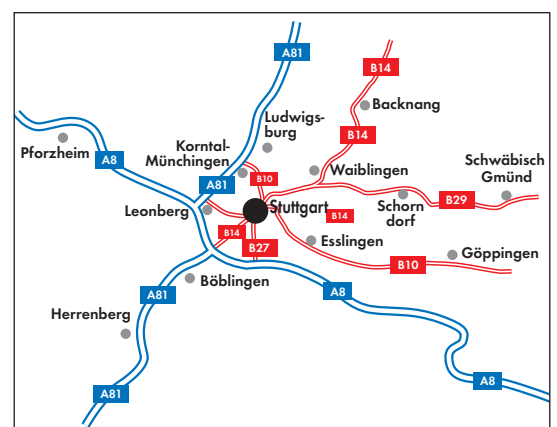 A81
B14
Backnang
Ludwigs-
burg
B14
Pforzheim
A8
Korntal-
Münchingen
Waiblingen
Schwäbisch
Gmünd
B10
A81
Leonberg
Stuttgart
B14
Schorn
dorf
B29
B14
B27
Esslingen
B10
Göppingen
Böblingen
A81
A8
Herrenberg
A8
A81